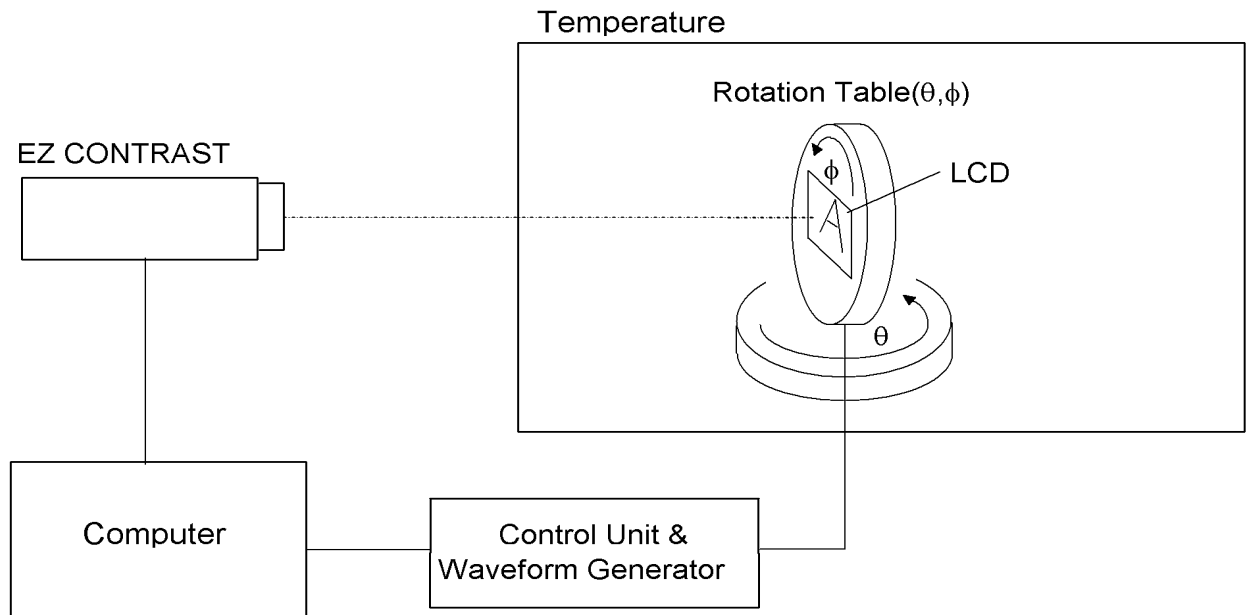 Temperature
Rotation Table(θ,ϕ)
EZ CONTRAST
ϕ
LCD
A
θ
Computer
Control Unit &
Waveform Generator